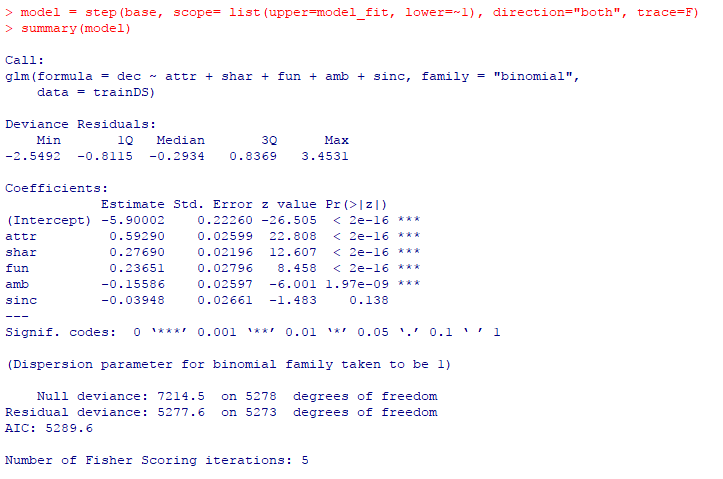 > model = step(base, scope= list(upper=model_fit, lower=~1), direction="both", trace=F)
> summary(model)

Call:
glm(formula = dec ~ attr + shar + fun + amb + sinc, family = "binomial",
    data = trainDS)

Deviance Residuals:
    Min       1Q   Median       3Q      Max
-2.5492  -0.8115  -0.2934   0.8369   3.4531

Coefficients:
            Estimate Std. Error z value Pr(>|z|)
(Intercept) -5.90002    0.22260 -26.505  < 2e-16 ***
attr         0.59290    0.02599  22.808  < 2e-16 ***
shar         0.27690    0.02196  12.607  < 2e-16 ***
fun          0.23651    0.02796   8.458  < 2e-16 ***
amb         -0.15586    0.02597  -6.001 1.97e-09 ***
sinc        -0.03948    0.02661  -1.483    0.138
---
Signif. codes:  0 ‘***’ 0.001 ‘**’ 0.01 ‘*’ 0.05 ‘.’ 0.1 ‘ ’ 1

(Dispersion parameter for binomial family taken to be 1)

    Null deviance: 7214.5  on 5278  degrees of freedom
Residual deviance: 5277.6  on 5273  degrees of freedom
AIC: 5289.6

Number of Fisher Scoring iterations: 5